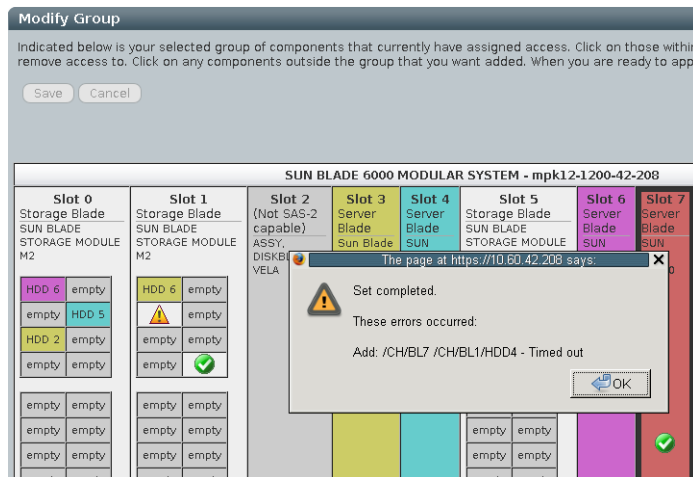 Modify Group
Indicated below is your selected group of components that currently have assigned access. Click on those within
remove access to. Click on any components outside the group that you want added. When you are ready to app
Save Cancel
SUN BLADE 6000 MODULAR SYSTEM - mpk12-1200-42-208
Slot 0 Slot 1 Slot 2 Slot 3 Slot 4 Slot 5 Slot 6 Slot 7
Storage Blade Storage Blade (Not SAS-2 Server Server Storage Blade Server Server
SUN BLADE SUN BLADE capable) Blade Blade SUN BLADE Blade Blade
STORAGE MODULE STORAGE MODULE ASSY, Sun Blade SUN STORAGE MODULE SUN SUN
M2 M2
VELA
The page at https://10.60.42.208 says:
Set completed.
These errors occurred:
Add: /CH/BL7 /CH/BL1/HDD4 - Timed out
OK
HDD 6 empty HDD 6 empty
empty HDD 5 empty
HDD 2 empty empty empty
empty empty empty
empty empty empty empty
empty empty empty empty empty empty
empty empty empty empty empty empty